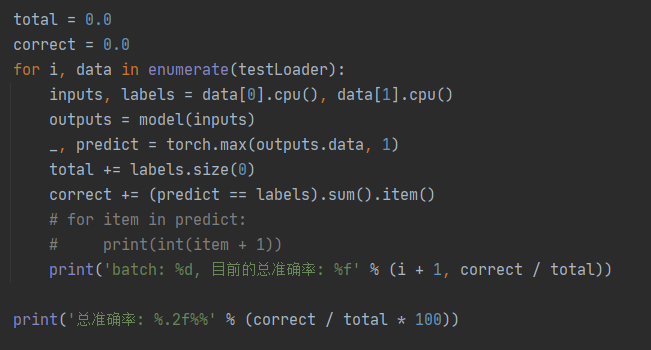 total = 0.0
correct = 0.0
for i, data in enumerate(testLoader):
    inputs, labels = data[0].cpu(), data[1].cpu()
    outputs = model(inputs)
    _, predict = torch.max(outputs.data, 1)
    total += labels.size(0)
    correct += (predict == labels).sum().item()
    # for item in predict:
    #     print(int(item + 1))
    print('batch: %d, 目前的总准确率: %f' % (i + 1, correct / total))
print('总准确率: %.2f%%' % (correct / total * 100))